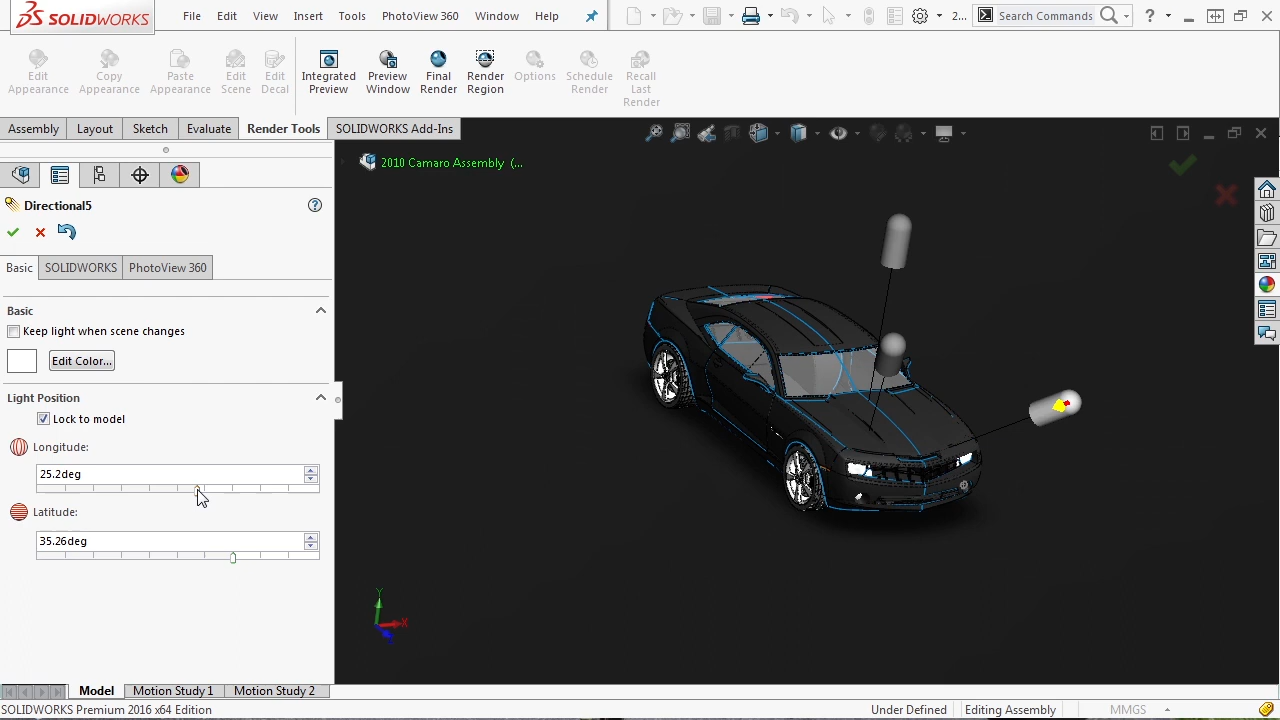 SOLIDWORKS File Edit View Insert Tools PhotoView 360 Window Help 2... Search Commands ?
Edit Appearance
Copy Appearance
Paste Appearance
Edit Scene
Edit Decal
Integrated Preview
Preview Window
Final Render
Render Region
Options
Schedule Render
Recall Last Render
Assembly Layout Sketch Evaluate Render Tools SOLIDWORKS Add-Ins
2010 Camaro Assembly (...
Directional5 ?
Basic SOLIDWORKS PhotoView 360
Basic
Keep light when scene changes
Edit Color...
Light Position
Lock to model
Longitude:
25.2deg
Latitude:
35.26deg
Y
X
Model Motion Study 1 Motion Study 2
SOLIDWORKS Premium 2016 x64 Edition Under Defined Editing Assembly MMGS